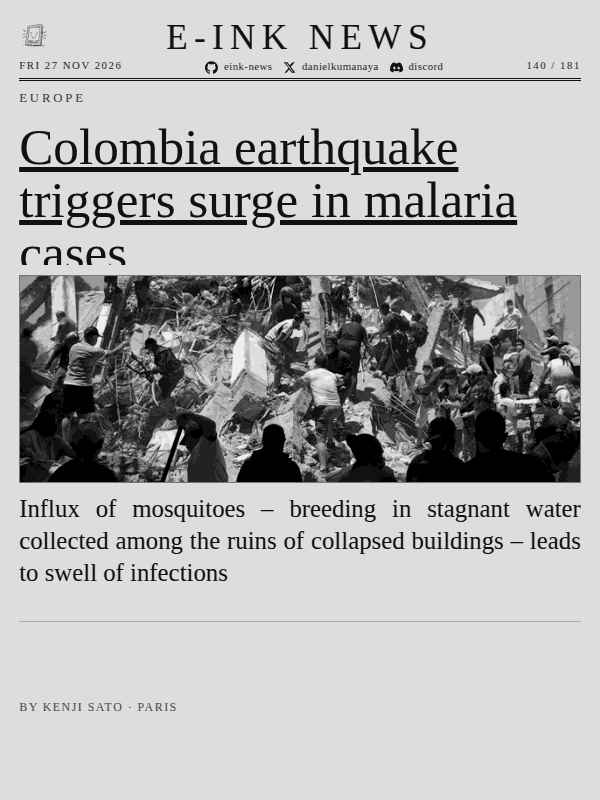 E-INK NEWS
FRI 27 NOV 2026
eink-news danielkumanaya discord
140 / 181
EUROPE
Colombia earthquake
triggers surge in malaria
cases
Influx of mosquitoes – breeding in stagnant water
collected among the ruins of collapsed buildings – leads
to swell of infections
BY KENJI SATO · PARIS